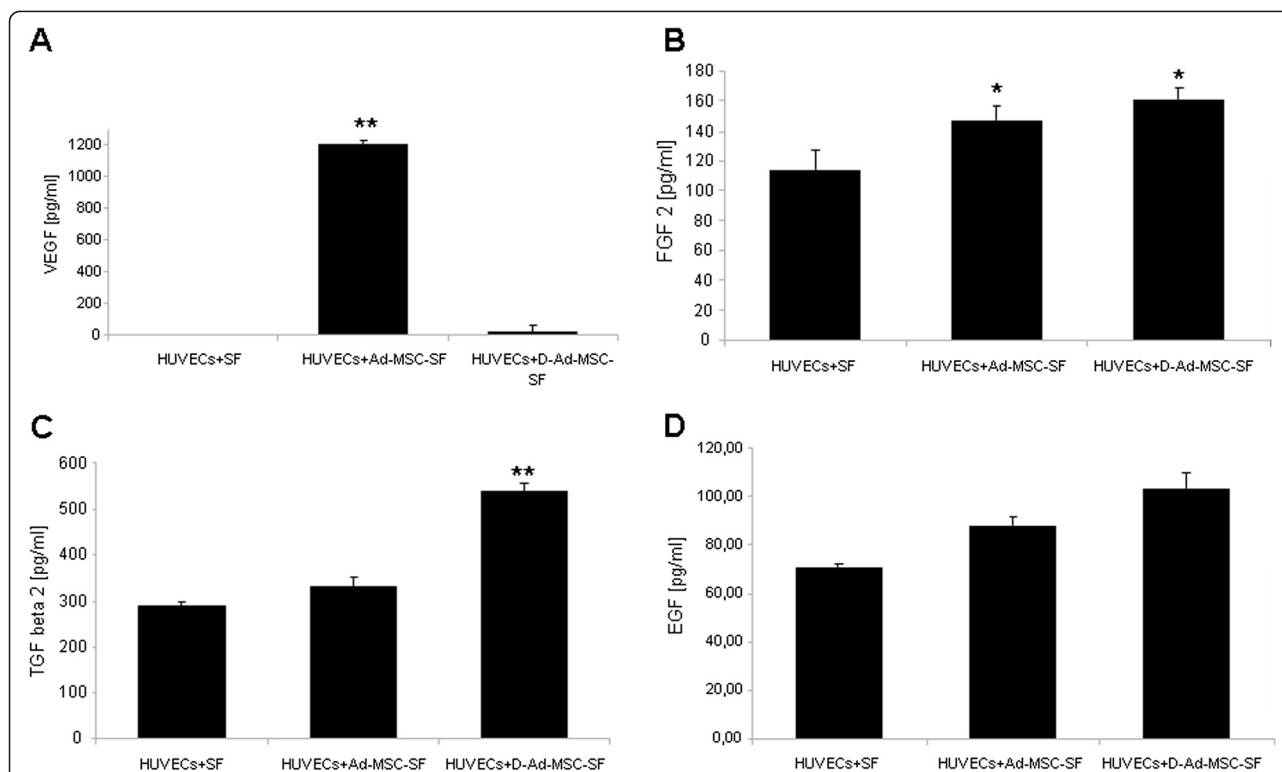 A
VEGF [pg/ml]
1200
1000
800
600
400
200
0
**
HUVECs+SF
HUVECs+Ad-MSC-SF
HUVECs+D-Ad-MSC-
SF
B
FGF 2 [pg/ml]
180
160
140
120
100
80
60
40
20
0
*
*
HUVECs+SF
HUVECs+Ad-MSC-SF
HUVECs+D-Ad-MSC-SF
C
TGF beta 2 [pg/ml]
600
500
400
300
200
100
0
**
HUVECs+SF
HUVECs+Ad-MSC-SF
HUVECs+D-Ad-MSC-SF
D
EGF [pg/ml]
120,00
100,00
80,00
60,00
40,00
20,00
0,00
HUVECs+SF
HUVECs+Ad-MSC-SF
HUVECs+D-Ad-MSC-SF